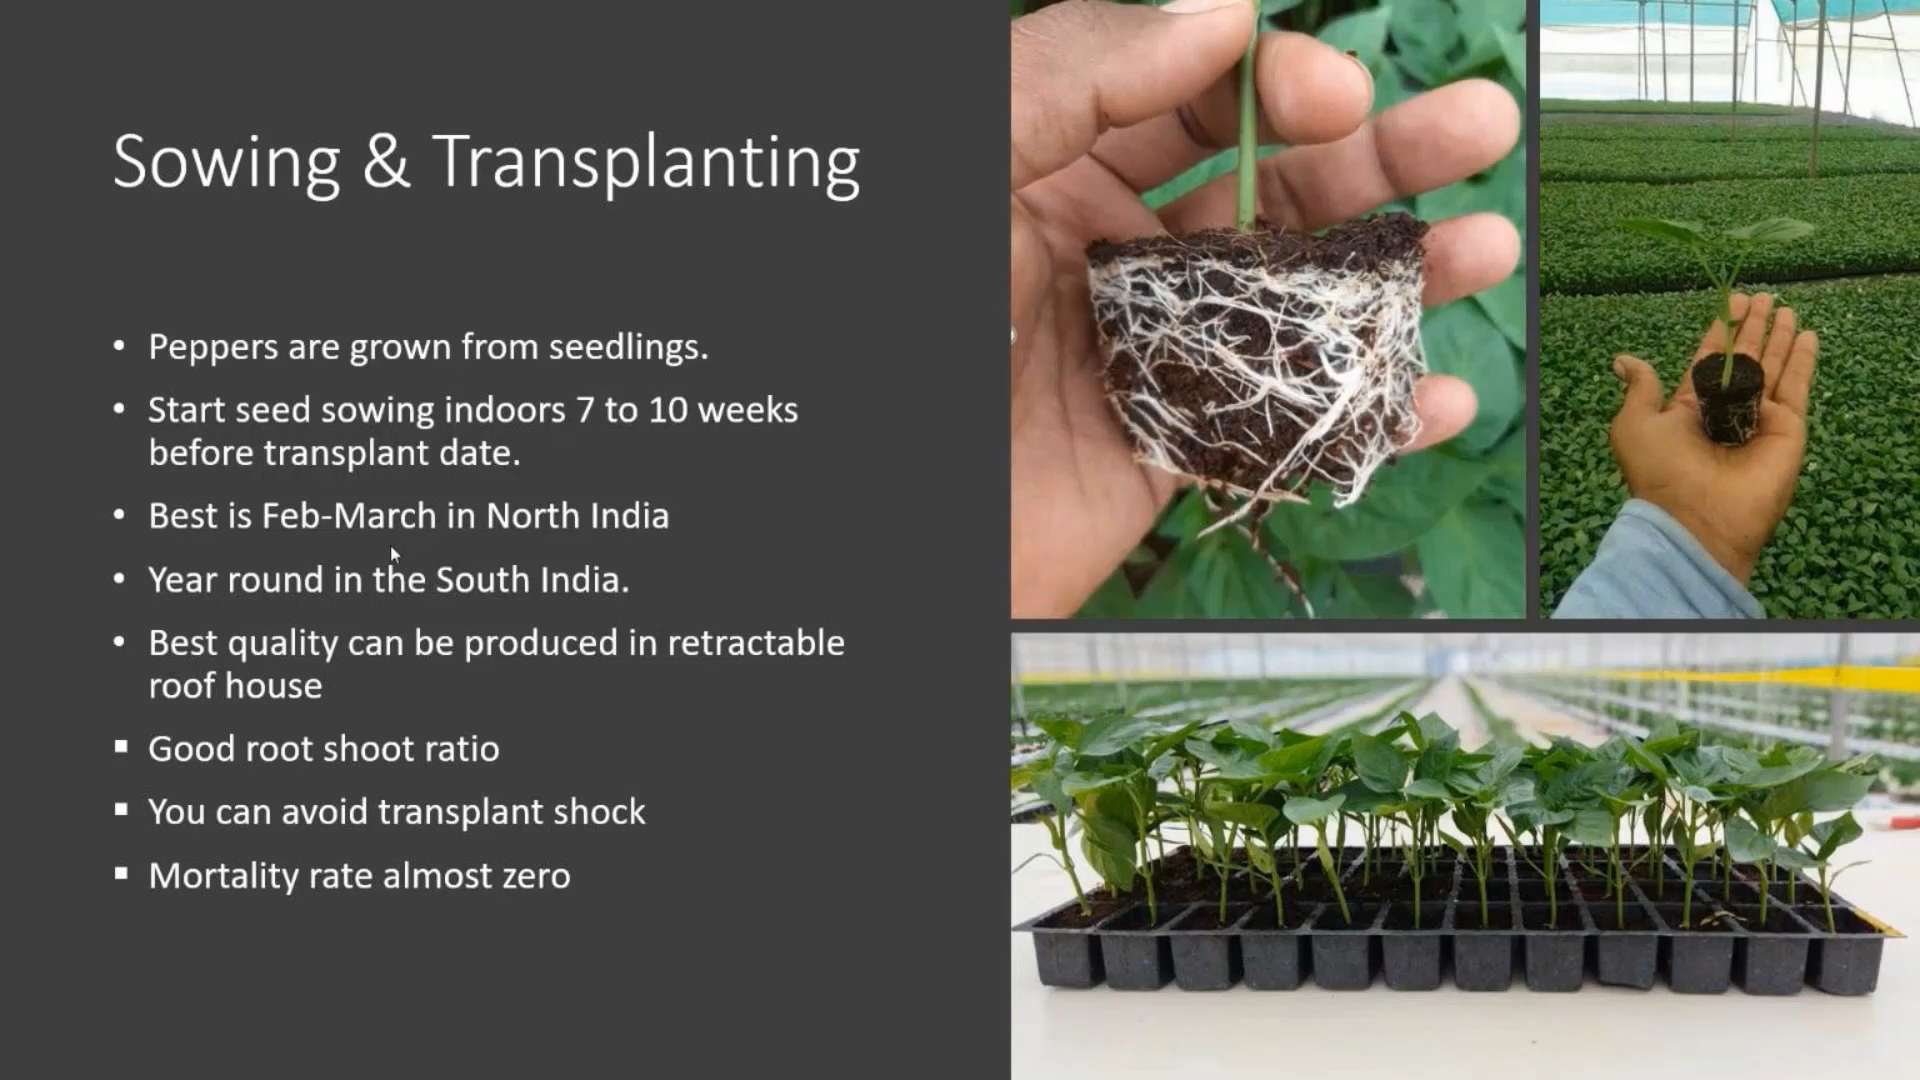 Sowing & Transplanting
• Peppers are grown from seedlings.
• Start seed sowing indoors 7 to 10 weeks
before transplant date.
• Best is Feb-March in North India
• Year round in the South India.
• Best quality can be produced in retractable
roof house
▪ Good root shoot ratio
▪ You can avoid transplant shock
▪ Mortality rate almost zero